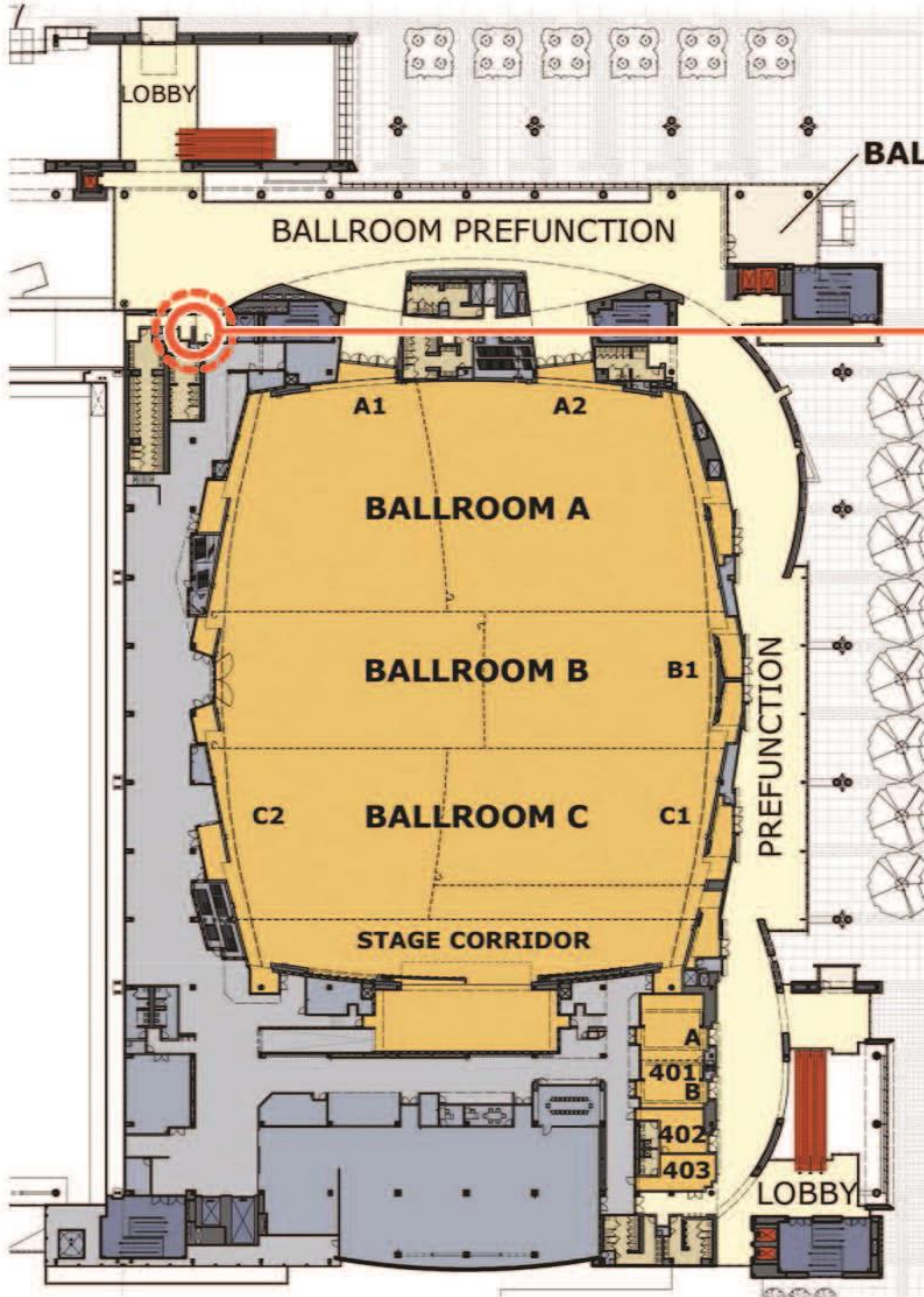 LOBBY
BAL
BALLROOM PREFUNCTION
A1
A2
BALLROOM A
BALLROOM B
B1
PREFUNCTION
C2
BALLROOM C
C1
STAGE CORRIDOR
A
401
B
402
403
LOBBY